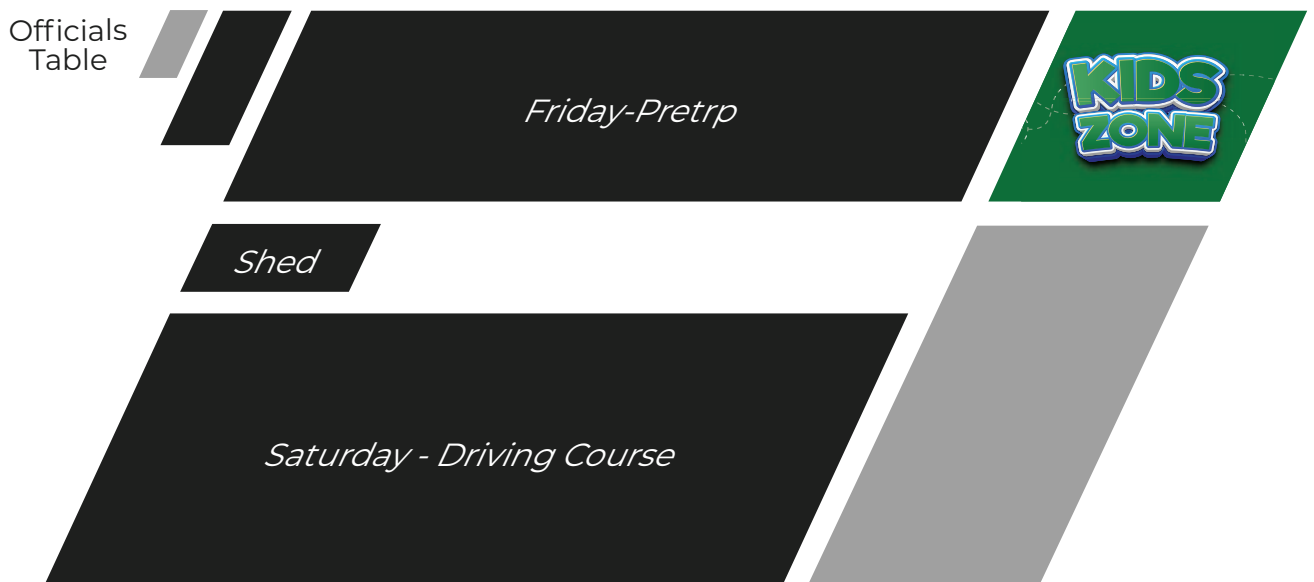 Officials
Table
Friday-Pretrp
KIDS
ZONE
Shed
Saturday - Driving Course